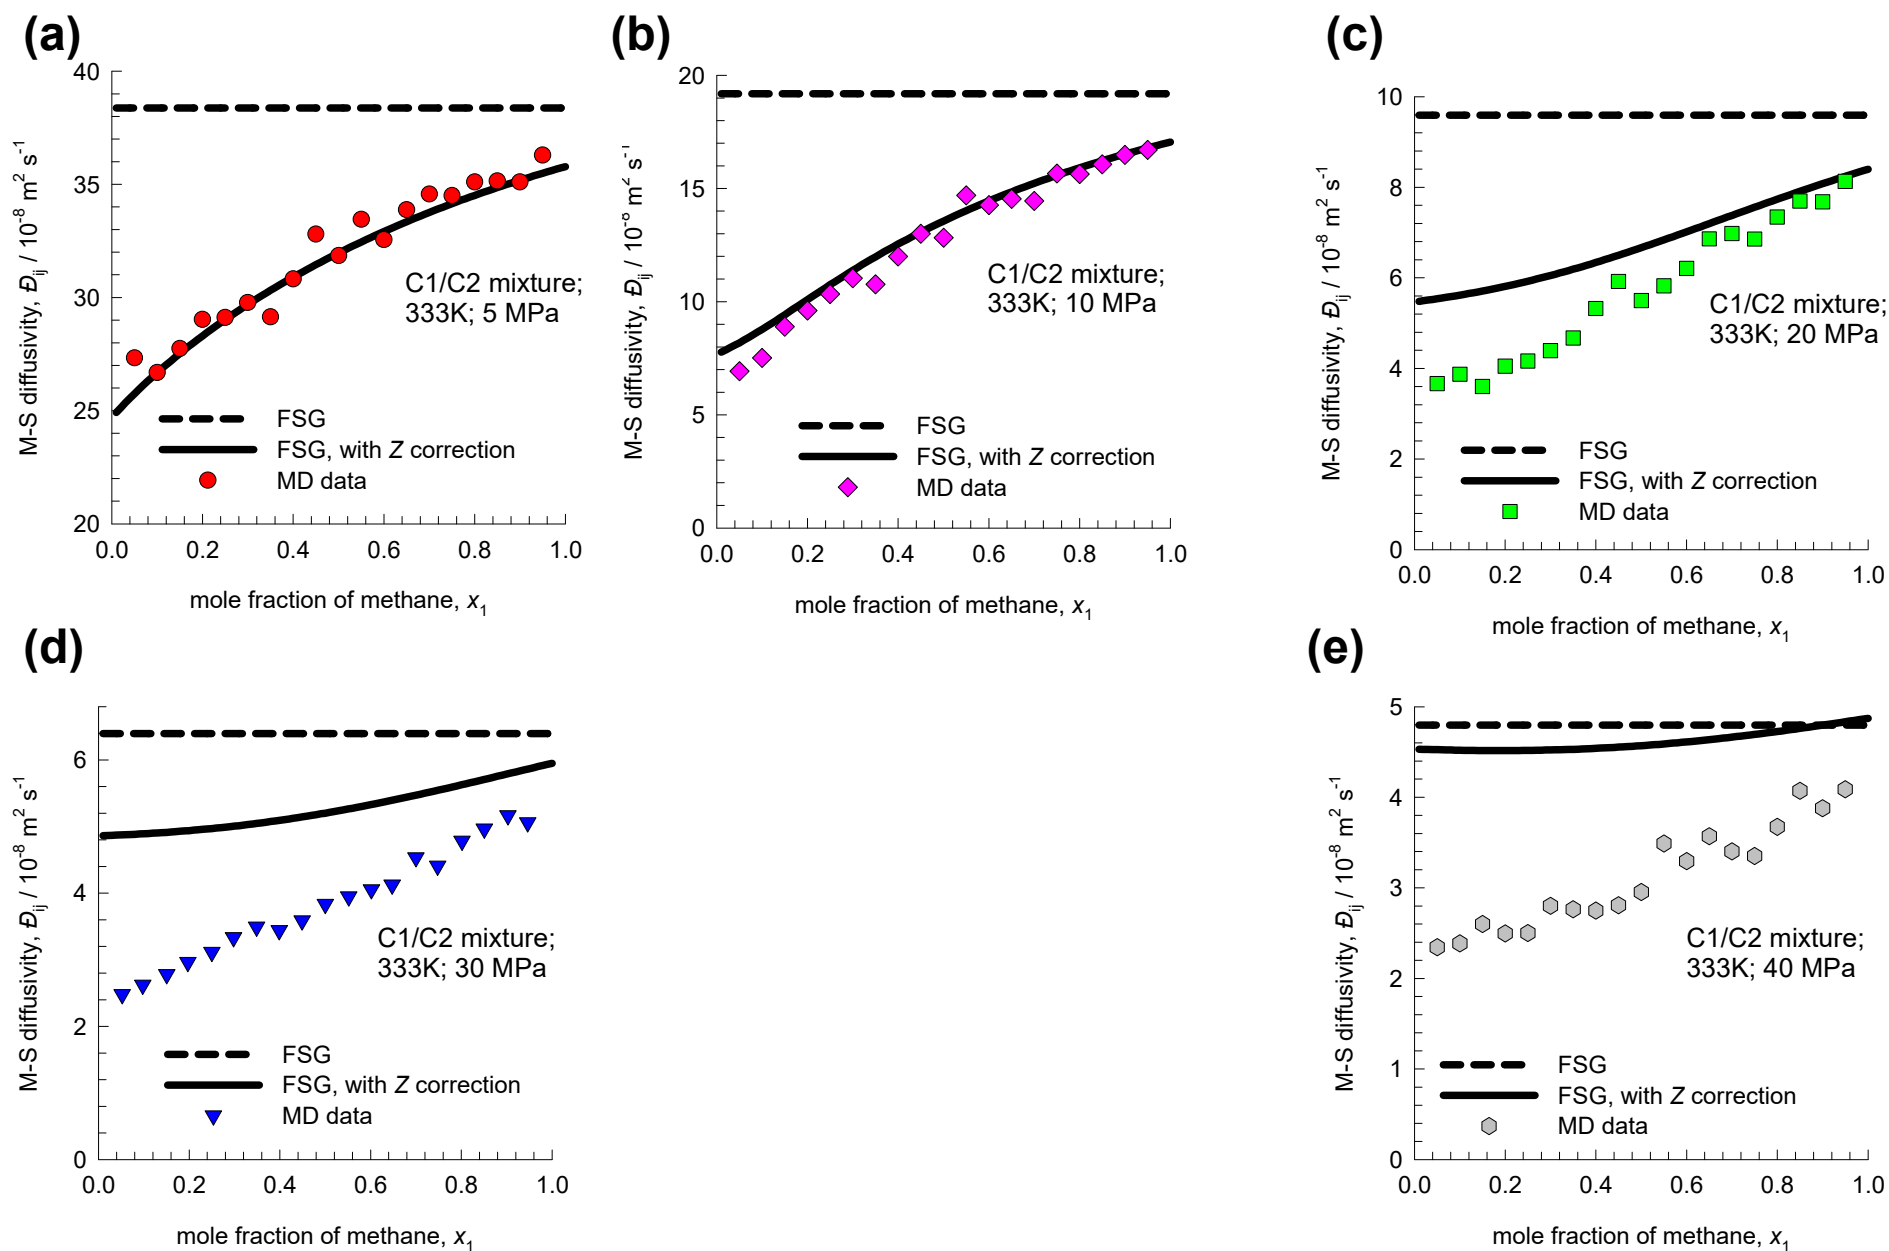 (a)
40
35
30
25
20
0.0 0.2 0.4 0.6 0.8 1.0
M-S diffusivity, Đij / 10-8 m2 s-1
C1/C2 mixture;
333K; 5 MPa
FSG
FSG, with Z correction
MD data
mole fraction of methane, x1
(b)
20
15
10
5
0
0.0 0.2 0.4 0.6 0.8 1.0
M-S diffusivity, Đij / 10-8 m2 s-1
C1/C2 mixture;
333K; 10 MPa
FSG
FSG, with Z correction
MD data
mole fraction of methane, x1
(c)
10
8
6
4
2
0
0.0 0.2 0.4 0.6 0.8 1.0
M-S diffusivity, Đij / 10-8 m2 s-1
C1/C2 mixture;
333K; 20 MPa
FSG
FSG, with Z correction
MD data
mole fraction of methane, x1
(d)
6
4
2
0
0.0 0.2 0.4 0.6 0.8 1.0
M-S diffusivity, Đij / 10-8 m2 s-1
C1/C2 mixture;
333K; 30 MPa
FSG
FSG, with Z correction
MD data
mole fraction of methane, x1
(e)
5
4
3
2
1
0
0.0 0.2 0.4 0.6 0.8 1.0
M-S diffusivity, Đij / 10-8 m2 s-1
C1/C2 mixture;
333K; 40 MPa
FSG
FSG, with Z correction
MD data
mole fraction of methane, x1